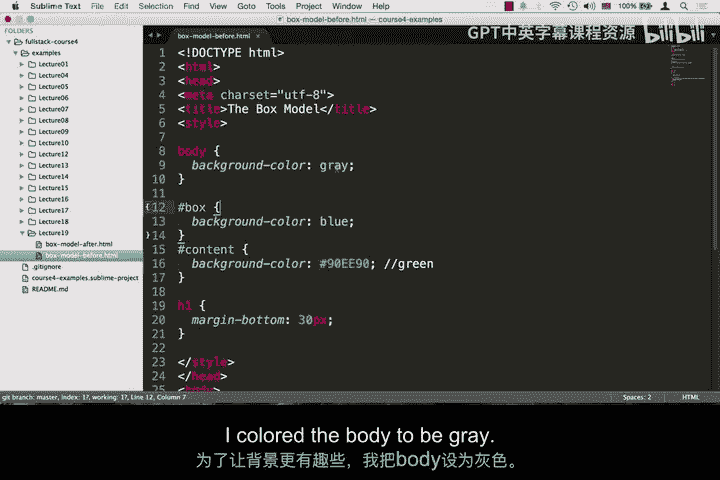 Sublime Text File Edit Selection Find View Goto Tools Project Window Help
100%
box-model-before.html — course4-examples
GPT中英字幕课程资源
bilibili
FOLDERS
fullstack-course4
examples
Lecture01
Lecture04
Lecture05
Lecture06
Lecture07
Lecture08
Lecture09
Lecture10
Lecture12
Lecture13
Lecture14
Lecture15
Lecture16
Lecture17
Lecture18
Lecture19
box-model-after.html
box-model-before.html
.gitignore
course4-examples.sublime-project
README.md
box-model-before.html
1 <!DOCTYPE html>
2 <html>
3 <head>
4 <meta charset="utf-8">
5 <title>The Box Model</title>
6 <style>
7
8 body {
9 background-color: gray;
10 }
11
12 #box {
13 background-color: blue;
14 }
15 #content {
16 background-color: #90EE90; //green
17 }
18
19 h1 {
20 margin-bottom: 30px;
21 }
22
23 </style>
24 </head>
25 <body>
git branch: master, index: 1?, working: 1?, Line 12, Column 7
Spaces: 2
HTML
I colored the body to be gray.
为了让背景更有趣些，我把body设为灰色。